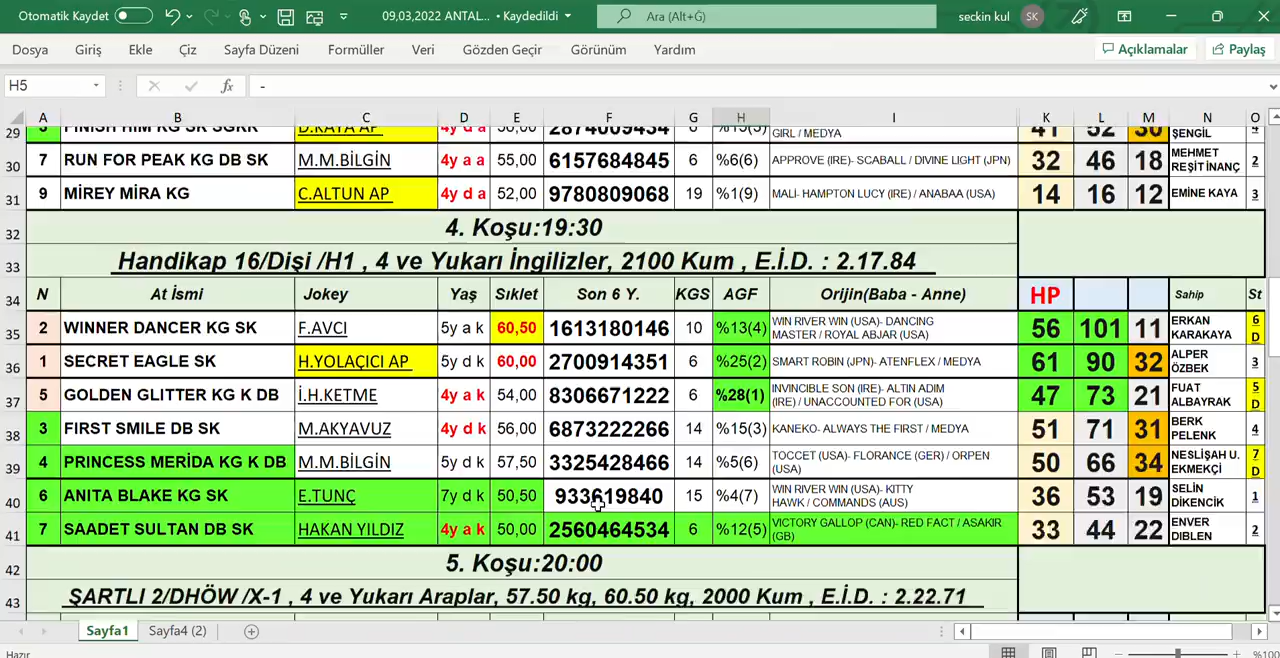 Otomatik Kaydet 09,03,2022 ANTAL... • Kaydedildi Ara (Alt+G) seckin kul SK
Dosya Giriş Ekle Çiz Sayfa Düzeni Formüller Veri Gözden Geçir Görünüm Yardım Açıklamalar Paylaş
H5 fx -
A B C D E F G H I K L M N O
29 FINISH HIM KG SK SGKR D.KAYA AP 4y d a GIRL / MEDYA 41 52 30 ŞENGİL
30 7 RUN FOR PEAK KG DB SK M.M.BİLGİN 4y a a 55,00 6157684845 6 %6(6) APPROVE (IRE)- SCABALL / DIVINE LIGHT (JPN) 32 46 18 MEHMET REŞİT İNANÇ 2
31 9 MİREY MİRA KG C.ALTUN AP 4y d a 52,00 9780809068 19 %1(9) MALI- HAMPTON LUCY (IRE) / ANABAA (USA) 14 16 12 EMİNE KAYA 3
32 4. Koşu:19:30
33 Handikap 16/Dişi /H1 , 4 ve Yukarı İngilizler, 2100 Kum , E.İ.D. : 2.17.84
34 N At İsmi Jokey Yaş Sıklet Son 6 Y. KGS AGF Orijin(Baba - Anne) HP Sahip St
35 2 WINNER DANCER KG SK F.AVCI 5y a k 60,50 1613180146 10 %13(4) WIN RIVER WIN (USA)- DANCING MASTER / ROYAL ABJAR (USA) 56 101 11 ERKAN KARAKAYA 6 D
36 1 SECRET EAGLE SK H.YOLAÇICI AP 5y d k 60,00 2700914351 6 %25(2) SMART ROBIN (JPN)- ATENFLEX / MEDYA 61 90 32 ALPER ÖZBEK 3
37 5 GOLDEN GLITTER KG K DB İ.H.KETME 4y a k 54,00 8306671222 6 %28(1) INVINCIBLE SON (IRE)- ALTIN ADIM (IRE) / UNACCOUNTED FOR (USA) 47 73 21 FUAT ALBAYRAK 5 D
38 3 FIRST SMILE DB SK M.AKYAVUZ 4y d k 56,00 6873222266 14 %15(3) KANEKO- ALWAYS THE FIRST / MEDYA 51 71 31 BERK PELENK 4
39 4 PRINCESS MERİDA KG K DB M.M.BİLGİN 5y d k 57,50 3325428466 14 %5(6) TOCCET (USA)- FLORANCE (GER) / ORPEN (USA) 50 66 34 NESLİŞAH U. EKMEKÇİ 7 D
40 6 ANITA BLAKE KG SK E.TUNÇ 7y d k 50,50 933619840 15 %4(7) WIN RIVER WIN (USA)- KITTY HAWK / COMMANDS (AUS) 36 53 19 SELİN DİKENCİK 1
41 7 SAADET SULTAN DB SK HAKAN YILDIZ 4y a k 50,00 2560464534 6 %12(5) VICTORY GALLOP (CAN)- RED FACT / ASAKIR (GB) 33 44 22 ENVER DIBLEN 2
42 5. Koşu:20:00
43 ŞARTLI 2/DHÖW /X-1 , 4 ve Yukarı Araplar, 57.50 kg, 60.50 kg, 2000 Kum , E.İ.D. : 2.22.71
Sayfa1 Sayfa4 (2)
Hazır %100